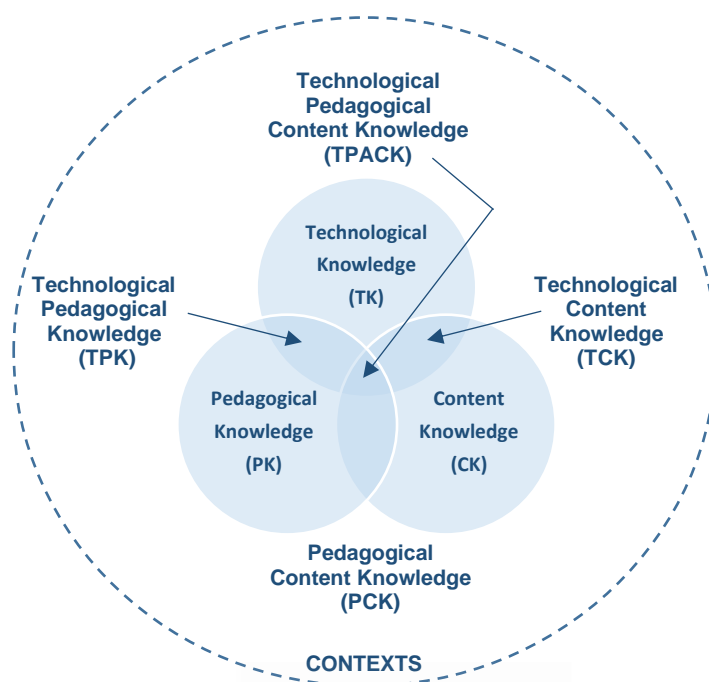 Technological
Pedagogical
Content Knowledge
(TPACK)
Technological
Knowledge
(TK)
Technological
Pedagogical
Knowledge
(TPK)
Technological
Content
Knowledge
(TCK)
Pedagogical
Knowledge
(PK)
Content
Knowledge
(CK)
Pedagogical
Content Knowledge
(PCK)
CONTEXTS